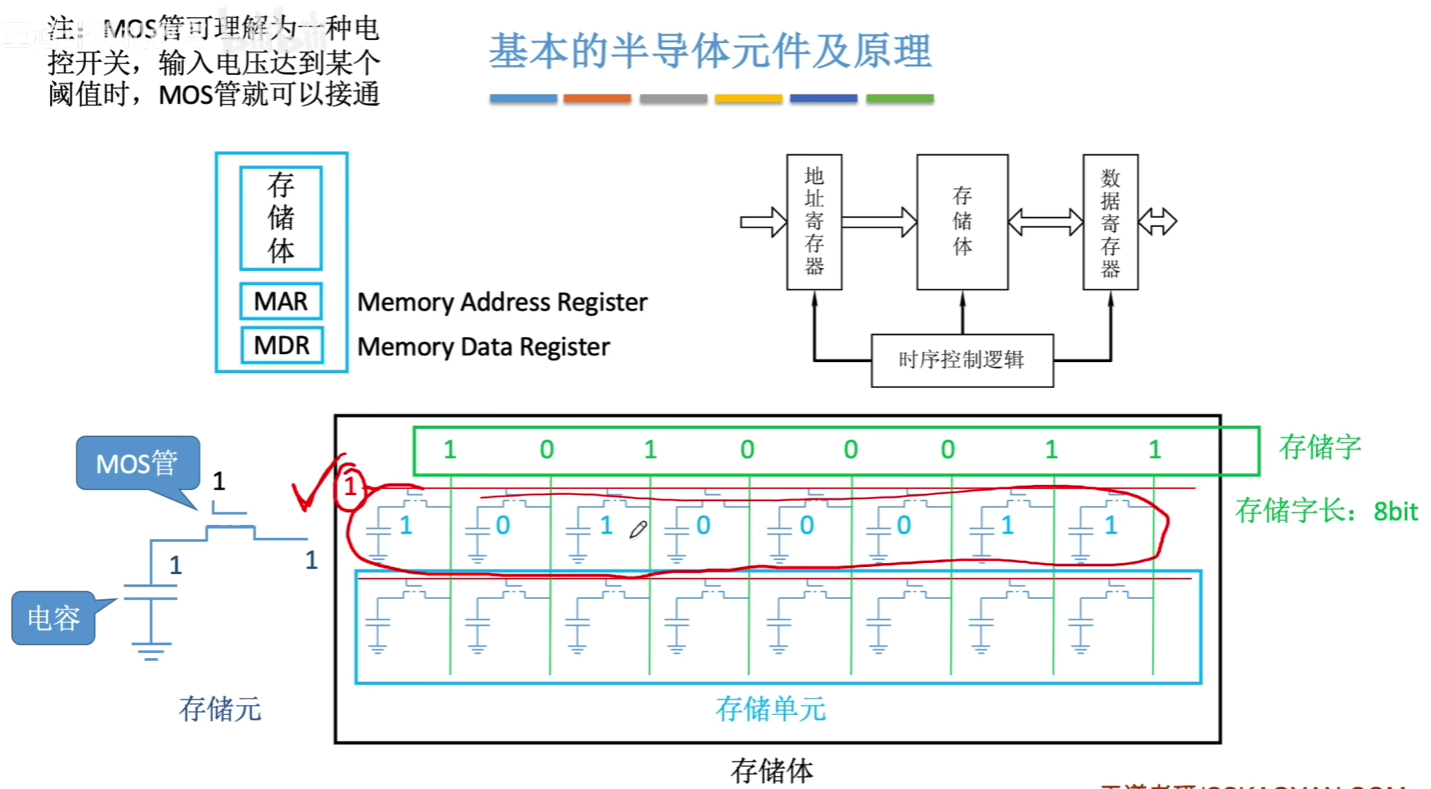 注：MOS管可理解为一种电
控开关，输入电压达到某个
阈值时，MOS管就可以接通
基本的半导体元件及原理
存储体
MAR
Memory Address Register
MDR
Memory Data Register
地址寄存器
存储体
数据寄存器
时序控制逻辑
MOS管
1
1
1
电容
存储元
1 0 1 0 0 0 1 1
存储字
1
1 0 1 0 0 0 1 1
存储字长：8bit
存储单元
存储体